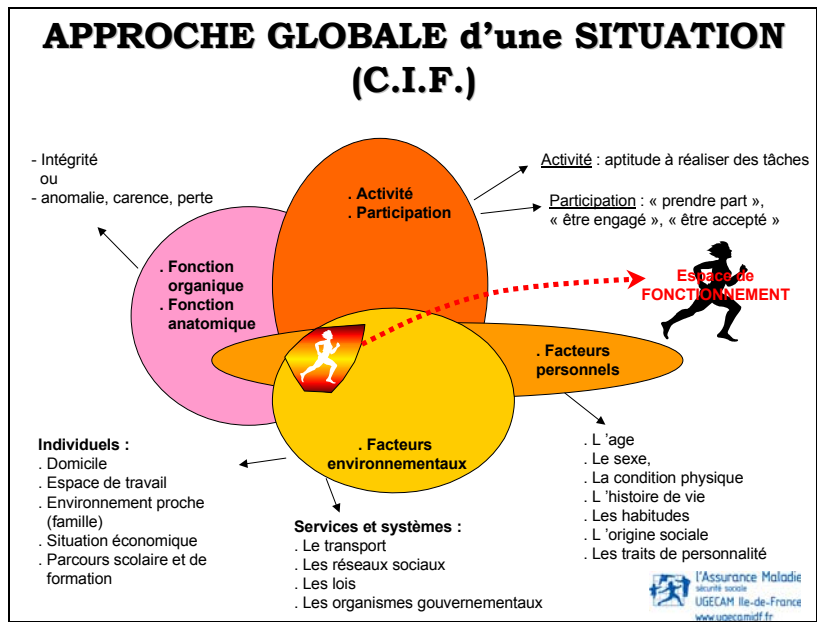 APPROCHE GLOBALE d’une SITUATION
(C.I.F.)
- Intégrité
ou
- anomalie, carence, perte
. Activité
. Participation
Activité : aptitude à réaliser des tâches
Participation : « prendre part »,
« être engagé », « être accepté »
. Fonction
organique
. Fonction
anatomique
Espace de
FONCTIONNEMENT
. Facteurs
personnels
. Facteurs
environnementaux
Individuels :
. Domicile
. Espace de travail
. Environnement proche
(famille)
. Situation économique
. Parcours scolaire et de
formation
Services et systèmes :
. Le transport
. Les réseaux sociaux
. Les lois
. Les organismes gouvernementaux
. L ’age
. Le sexe,
. La condition physique
. L ’histoire de vie
. Les habitudes
. L ’origine sociale
. Les traits de personnalité
l'Assurance Maladie
sécurité sociale
UGECAM Ile-de-France
www.ugecamidf.fr